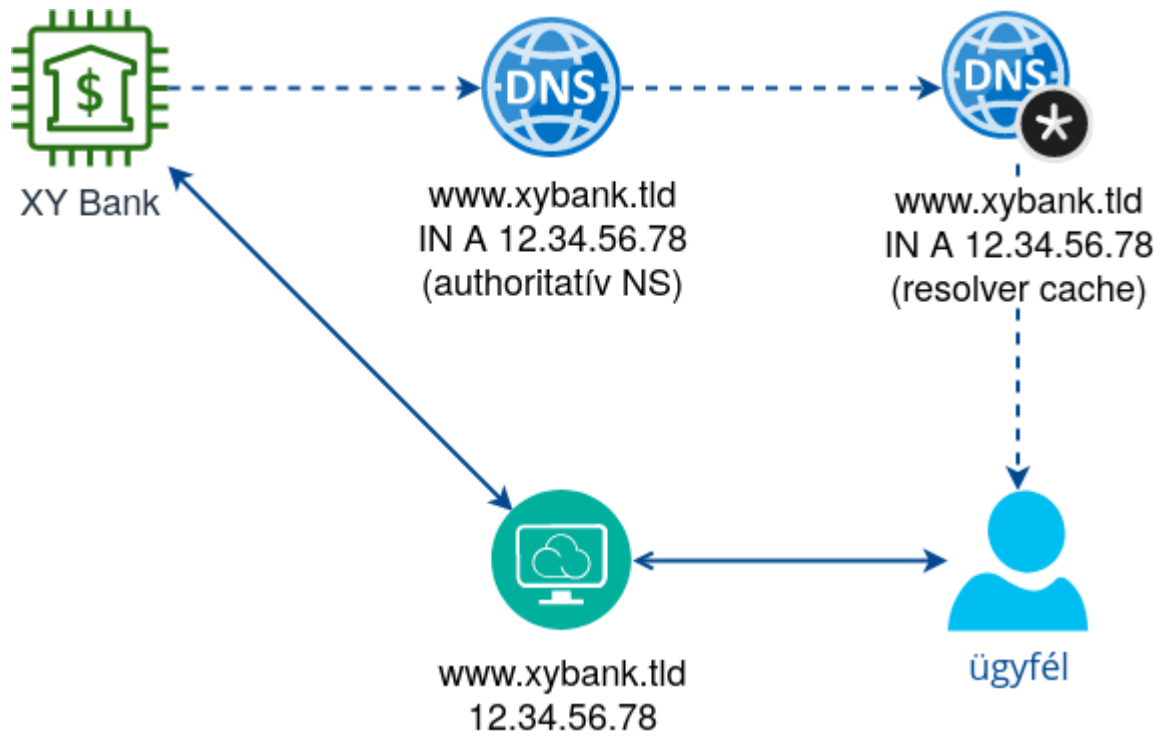 DNS
DNS
$
*
XY Bank
www.xybank.tld
IN A 12.34.56.78
(authoritatív NS)
www.xybank.tld
IN A 12.34.56.78
(resolver cache)
www.xybank.tld
12.34.56.78
ügyfél